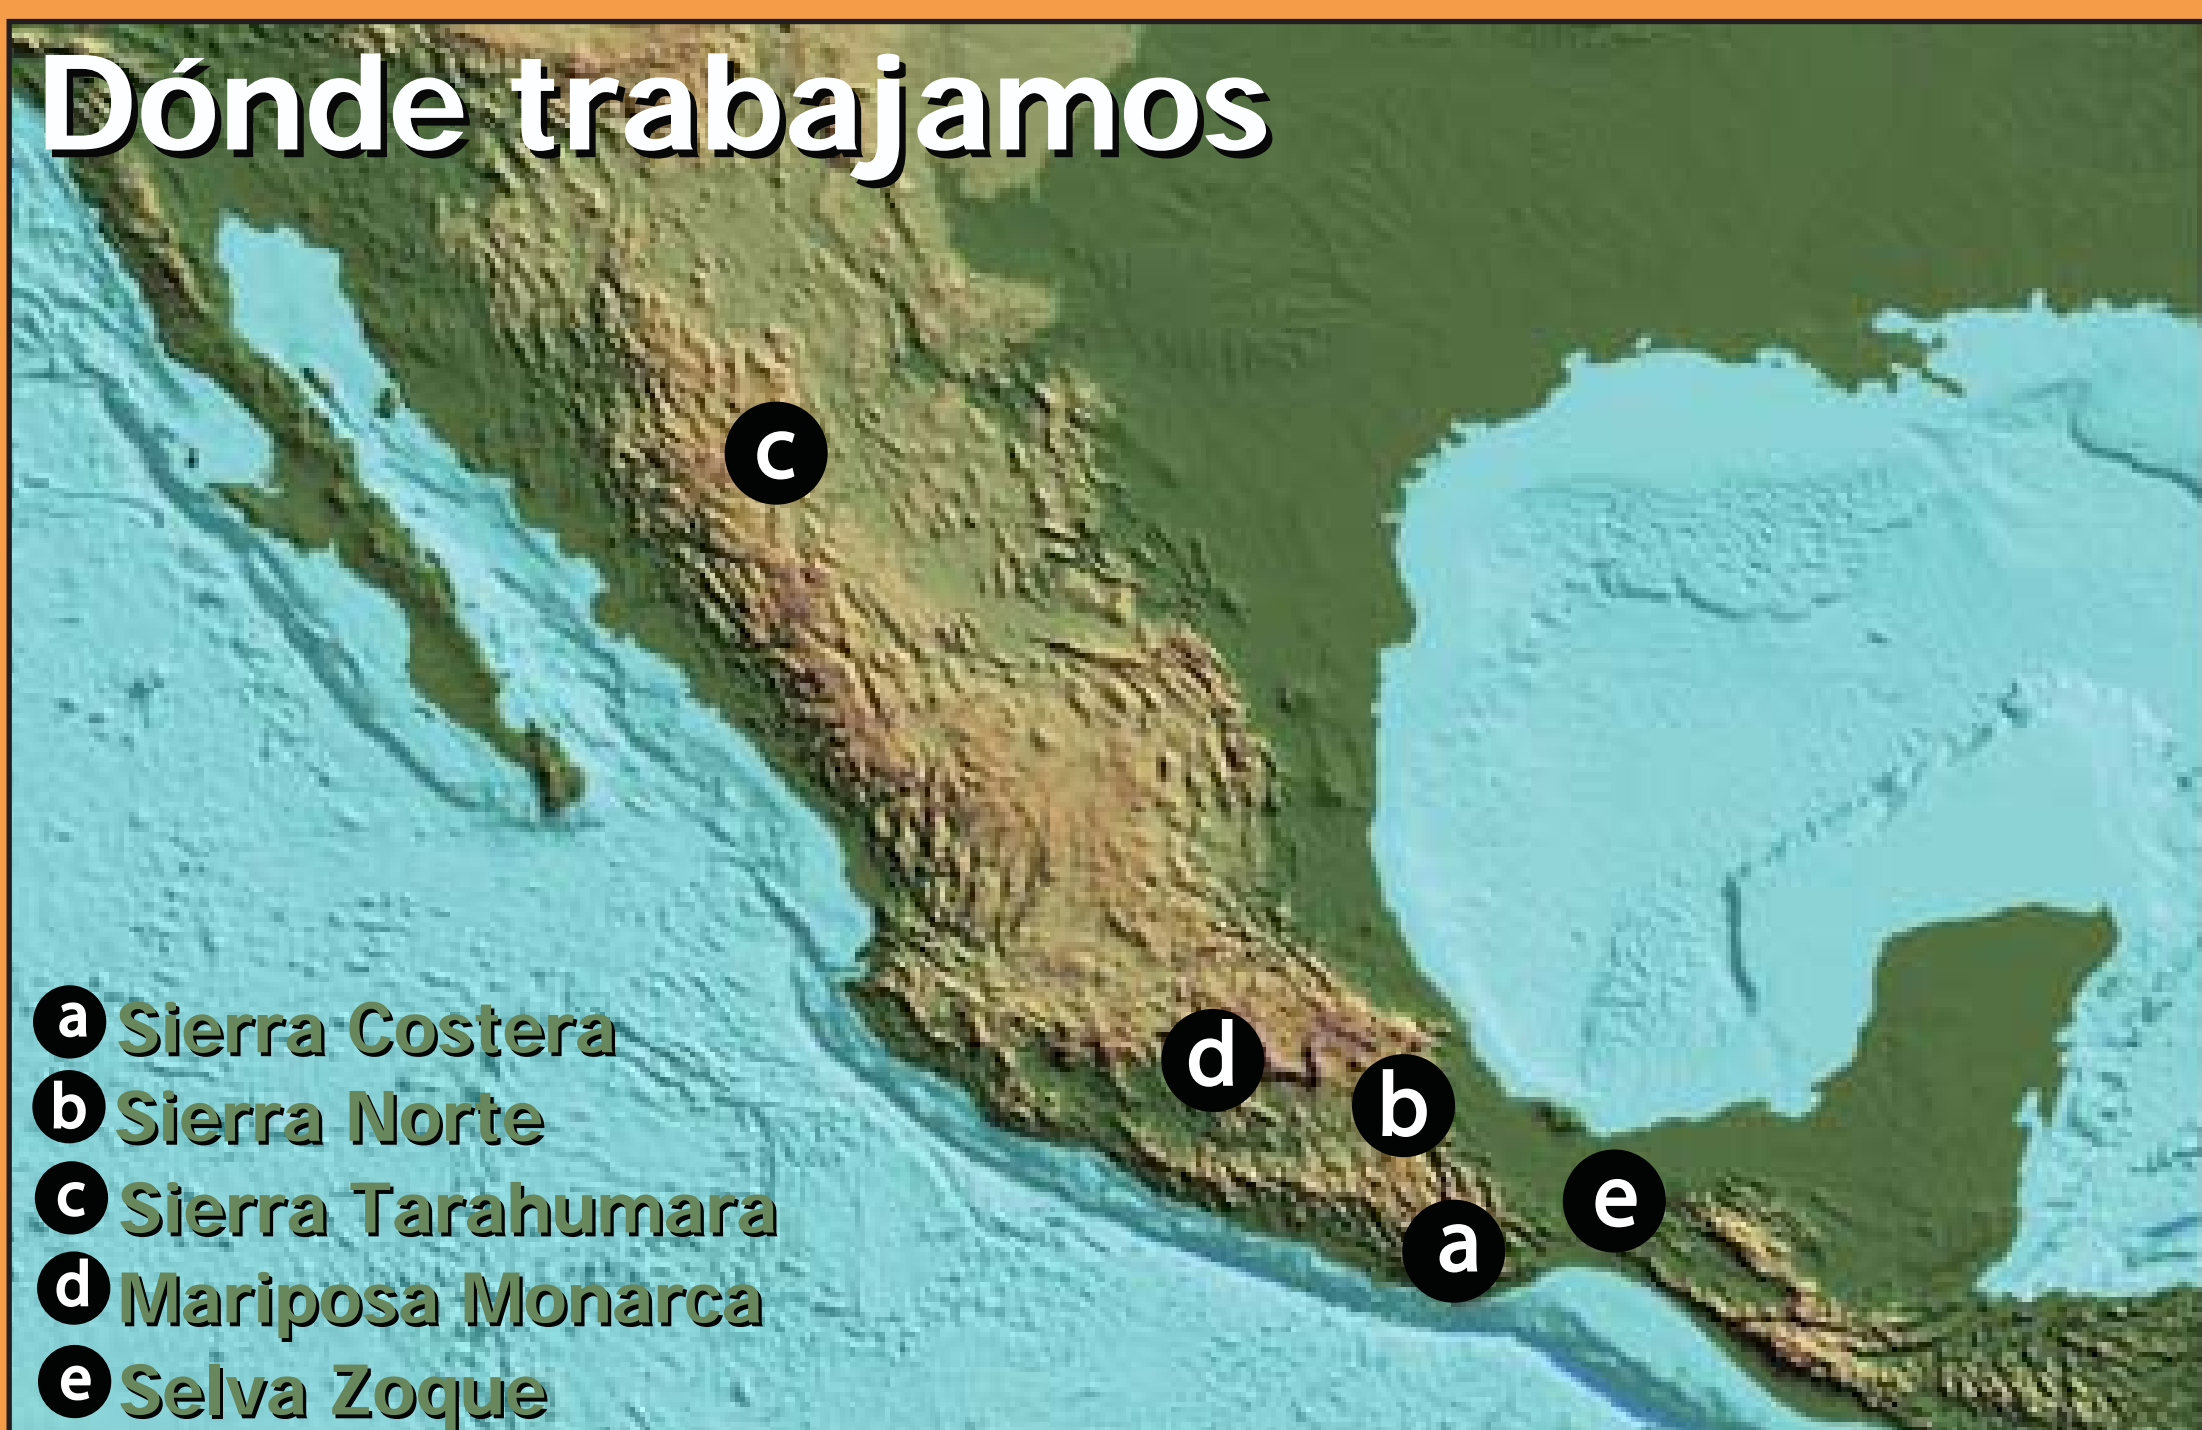 Dónde trabajamos
c
d
b
e
a
a Sierra Costera
b Sierra Norte
c Sierra Tarahumara
d Mariposa Monarca
e Selva Zoque